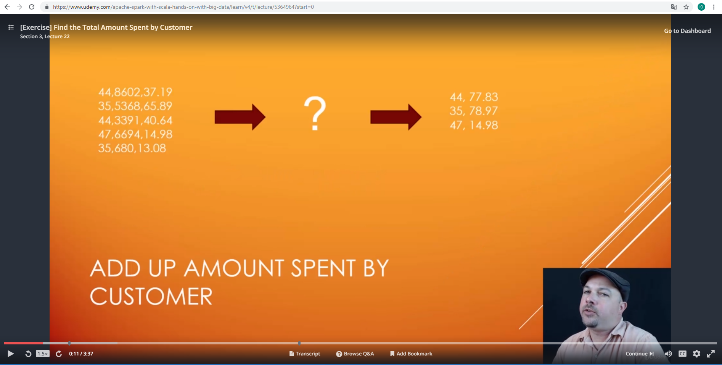 [Exercise] Find the Total Amount Spent by Customer
Section 3, Lecture 22
Go to Dashboard
44,8602,37.19
35,5368,65.89
44,3391,40.64
47,6694,14.98
35,680,13.08
?
44, 77.83
35, 78.97
47, 14.98
ADD UP AMOUNT SPENT BY
CUSTOMER
0:11 / 3:37
Transcript
Browse Q&A
Add Bookmark
Continue